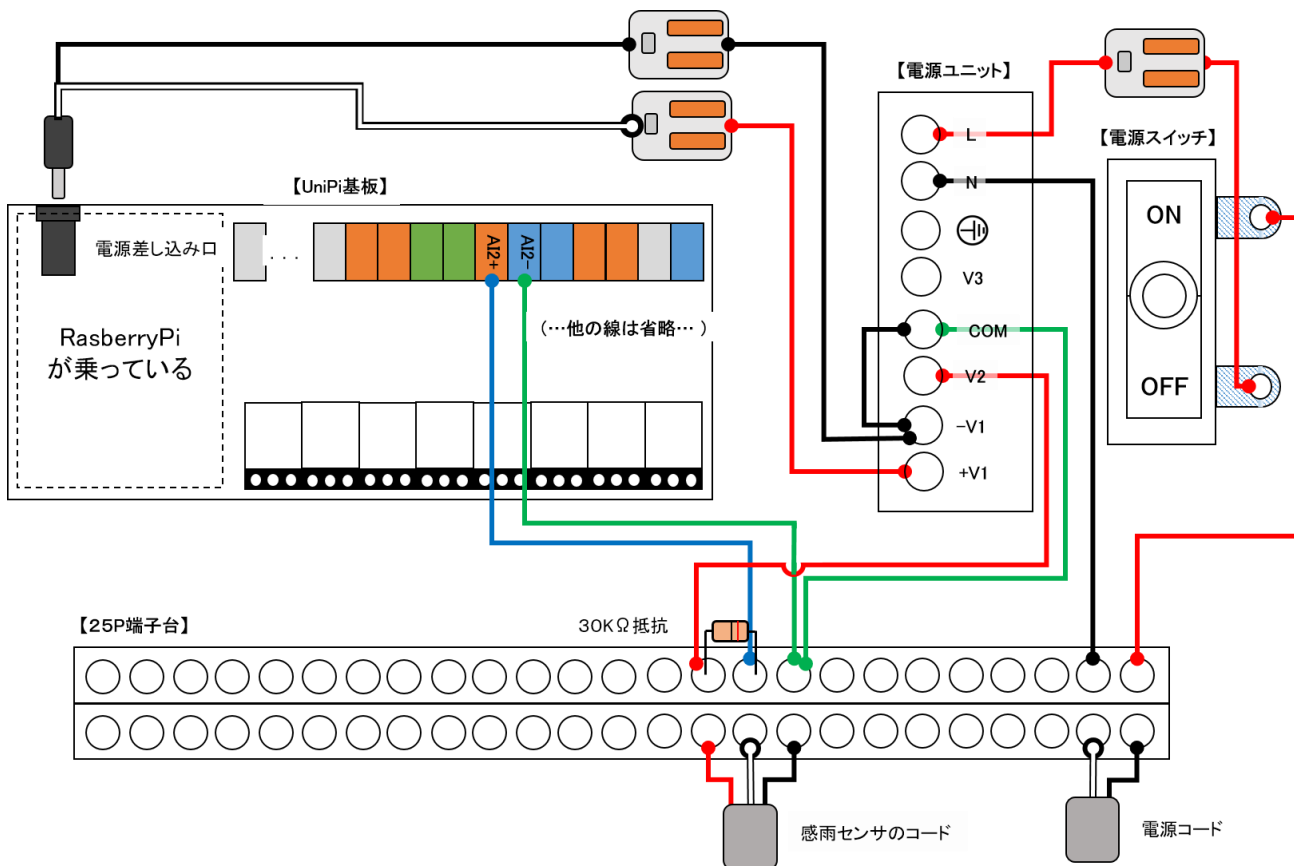 【電源ユニット】
L
【電源スイッチ】
N
【UniPi基板】
ON
電源差し込み口
・・・
AI2+
AI2-
V3
(…他の線は省略…)
COM
RasberryPi
が乗っている
V2
OFF
-V1
+V1
【25P端子台】
30KΩ抵抗
感雨センサのコード
電源コード